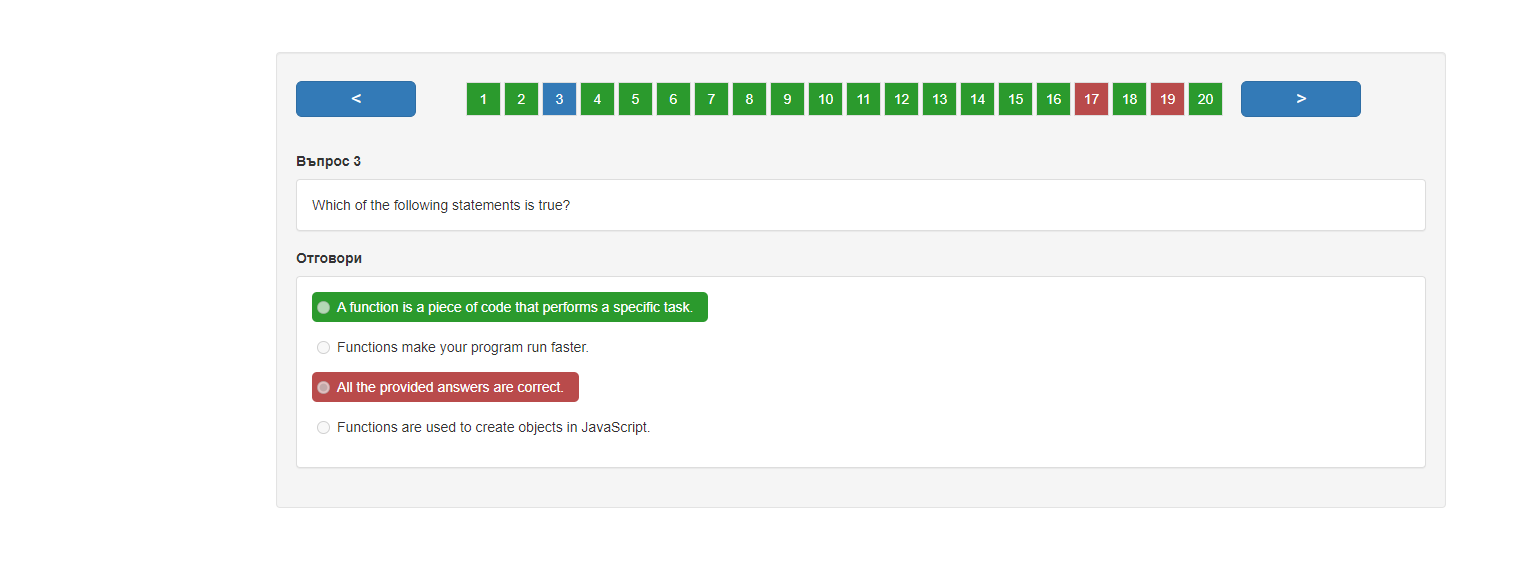 < 1 2 3 4 5 6 7 8 9 10 11 12 13 14 15 16 17 18 19 20 >
Въпрос 3
Which of the following statements is true?
Отговори
A function is a piece of code that performs a specific task.
Functions make your program run faster.
All the provided answers are correct.
Functions are used to create objects in JavaScript.